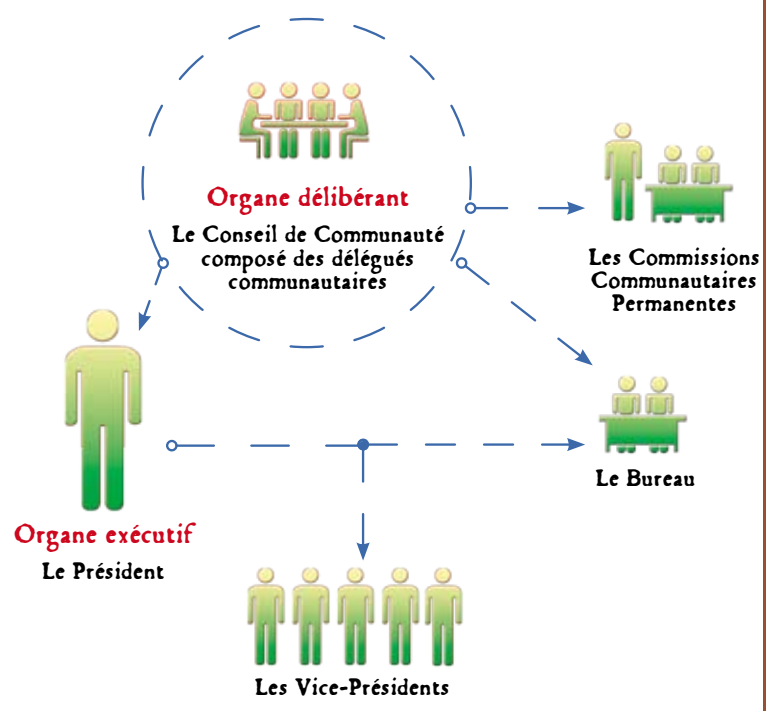 Organe délibérant
Le Conseil de Communauté
composé des délégués
communautaires
Les Commissions
Communautaires
Permanentes
Le Bureau
Organe exécutif
Le Président
Les Vice-Présidents